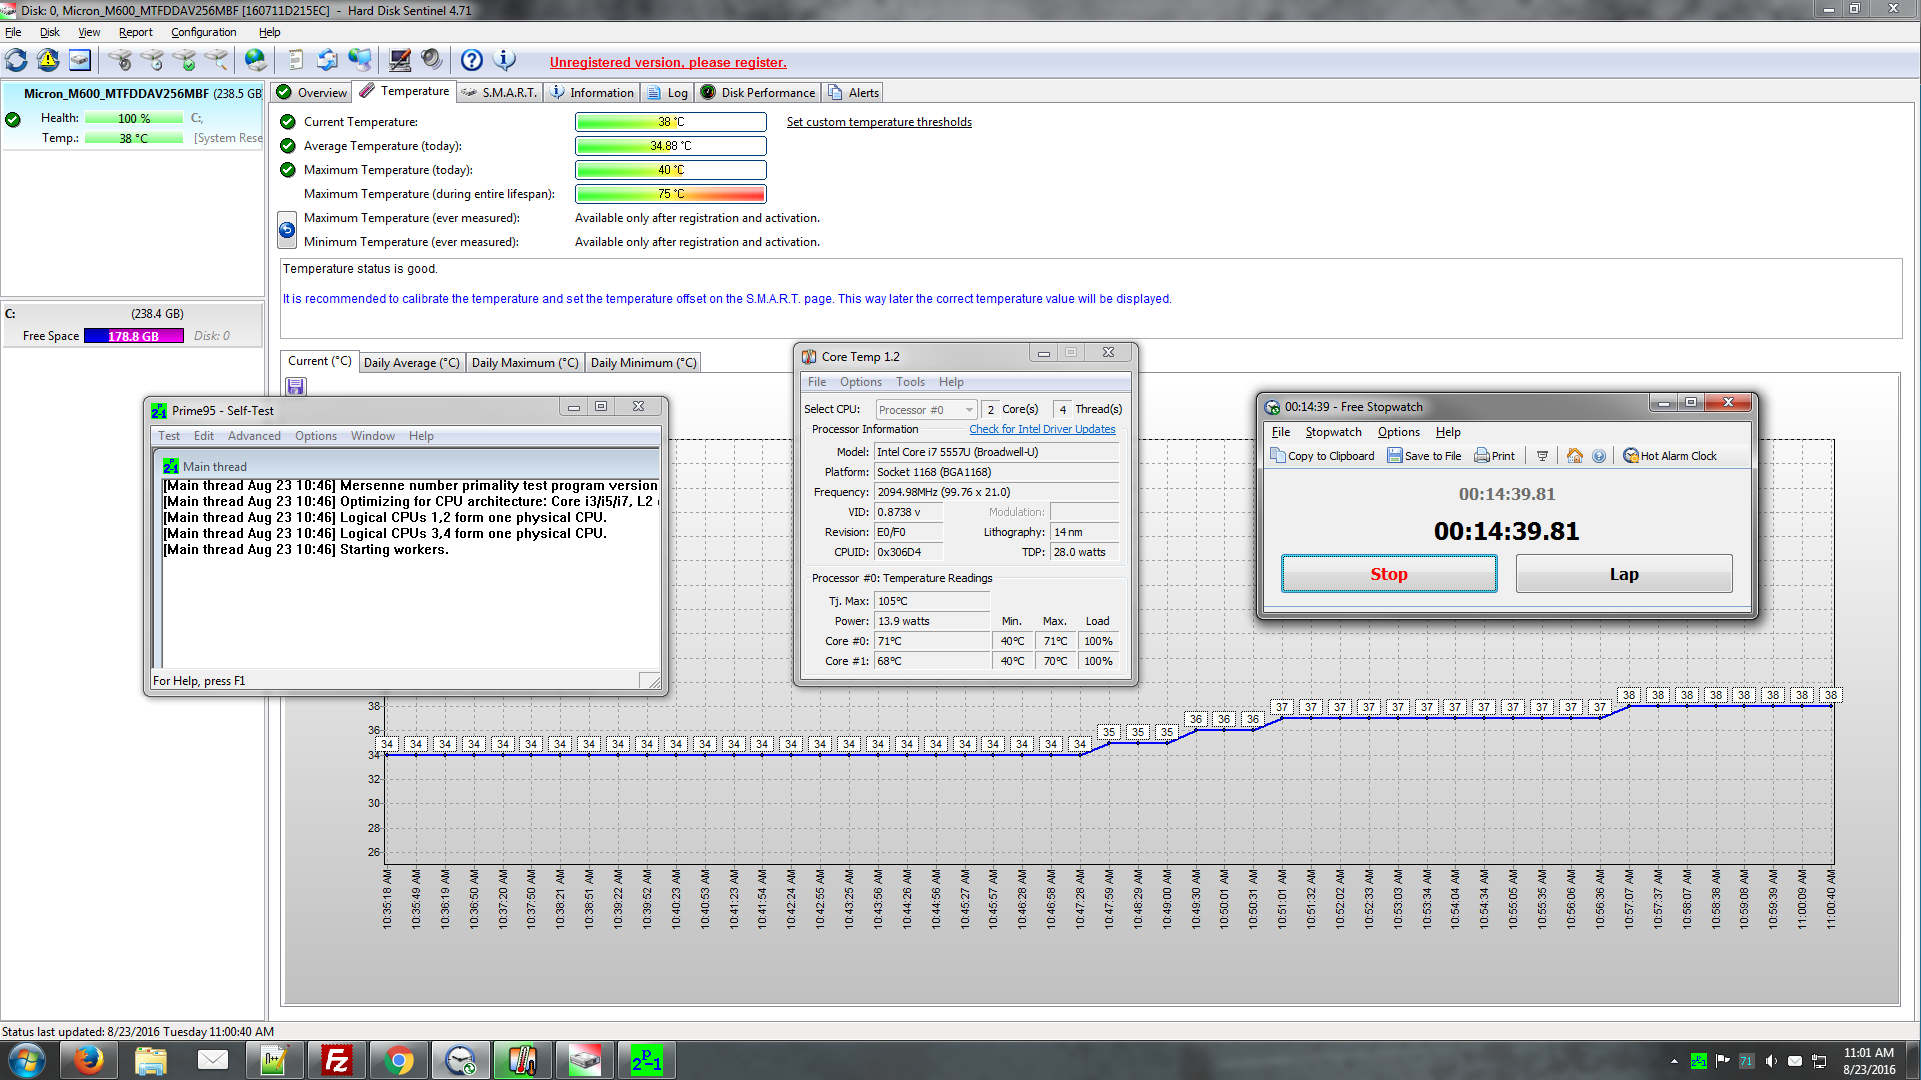 Disk: 0, Micron_M600_MTFDDAV256MBF [160711D215EC] - Hard Disk Sentinel 4.71
File Disk View Report Configuration Help
Unregistered version, please register.
Micron_M600_MTFDDAV256MBF (238.5 GB
Health: 100 % C:,
Temp.: 38 °C [System Rese
C: (238.4 GB)
Free Space 178.8 GB Disk: 0
Overview Temperature S.M.A.R.T. Information Log Disk Performance Alerts
Current Temperature: 38 °C Set custom temperature thresholds
Average Temperature (today): 34.88 °C
Maximum Temperature (today): 40 °C
Maximum Temperature (during entire lifespan): 75 °C
Maximum Temperature (ever measured): Available only after registration and activation.
Minimum Temperature (ever measured): Available only after registration and activation.
Temperature status is good.
It is recommended to calibrate the temperature and set the temperature offset on the S.M.A.R.T. page. This way later the correct temperature value will be displayed.
Current (°C) Daily Average (°C) Daily Maximum (°C) Daily Minimum (°C)
Prime95 - Self-Test
Test Edit Advanced Options Window Help
Main thread
[Main thread Aug 23 10:46] Mersenne number primality test program version
[Main thread Aug 23 10:46] Optimizing for CPU architecture: Core i3/i5/i7, L2
[Main thread Aug 23 10:46] Logical CPUs 1,2 form one physical CPU.
[Main thread Aug 23 10:46] Logical CPUs 3,4 form one physical CPU.
[Main thread Aug 23 10:46] Starting workers.
For Help, press F1
Core Temp 1.2
File Options Tools Help
Select CPU: Processor #0 2 Core(s) 4 Thread(s)
Processor Information Check for Intel Driver Updates
Model: Intel Core i7 5557U (Broadwell-U)
Platform: Socket 1168 (BGA1168)
Frequency: 2094.98MHz (99.76 x 21.0)
VID: 0.8738 v Modulation:
Revision: E0/F0 Lithography: 14 nm
CPUID: 0x306D4 TDP: 28.0 watts
Processor #0: Temperature Readings
Tj. Max: 105°C
Power: 13.9 watts Min. Max. Load
Core #0: 71°C 40°C 71°C 100%
Core #1: 68°C 40°C 70°C 100%
00:14:39 - Free Stopwatch
File Stopwatch Options Help
Copy to Clipboard Save to File Print Hot Alarm Clock
00:14:39.81
00:14:39.81
Stop Lap
38 38 38 38 38 38 38 38
37 37 37 37 37 37 37 37 37 37 37 37
36 36 36
35 35 35
34 34 34 34 34 34 34 34 34 34 34 34 34 34 34 34 34 34 34 34 34 34 34 34 34
38
36
34
32
30
28
26
10:35:18 AM 10:35:49 AM 10:36:19 AM 10:36:50 AM 10:37:20 AM 10:37:50 AM 10:38:21 AM 10:38:51 AM 10:39:22 AM 10:39:52 AM 10:40:23 AM 10:40:53 AM 10:41:23 AM 10:41:54 AM 10:42:24 AM 10:42:55 AM 10:43:25 AM 10:43:56 AM 10:44:26 AM 10:44:56 AM 10:45:27 AM 10:45:57 AM 10:46:28 AM 10:46:58 AM 10:47:28 AM 10:47:59 AM 10:48:29 AM 10:49:00 AM 10:49:30 AM 10:50:01 AM 10:50:31 AM 10:51:01 AM 10:51:32 AM 10:52:02 AM 10:52:33 AM 10:53:03 AM 10:53:34 AM 10:54:04 AM 10:54:34 AM 10:55:05 AM 10:55:35 AM 10:56:06 AM 10:56:36 AM 10:57:07 AM 10:57:37 AM 10:58:07 AM 10:58:38 AM 10:59:08 AM 10:59:39 AM 11:00:09 AM 11:00:40 AM
Status last updated: 8/23/2016 Tuesday 11:00:40 AM
71
11:01 AM
8/23/2016